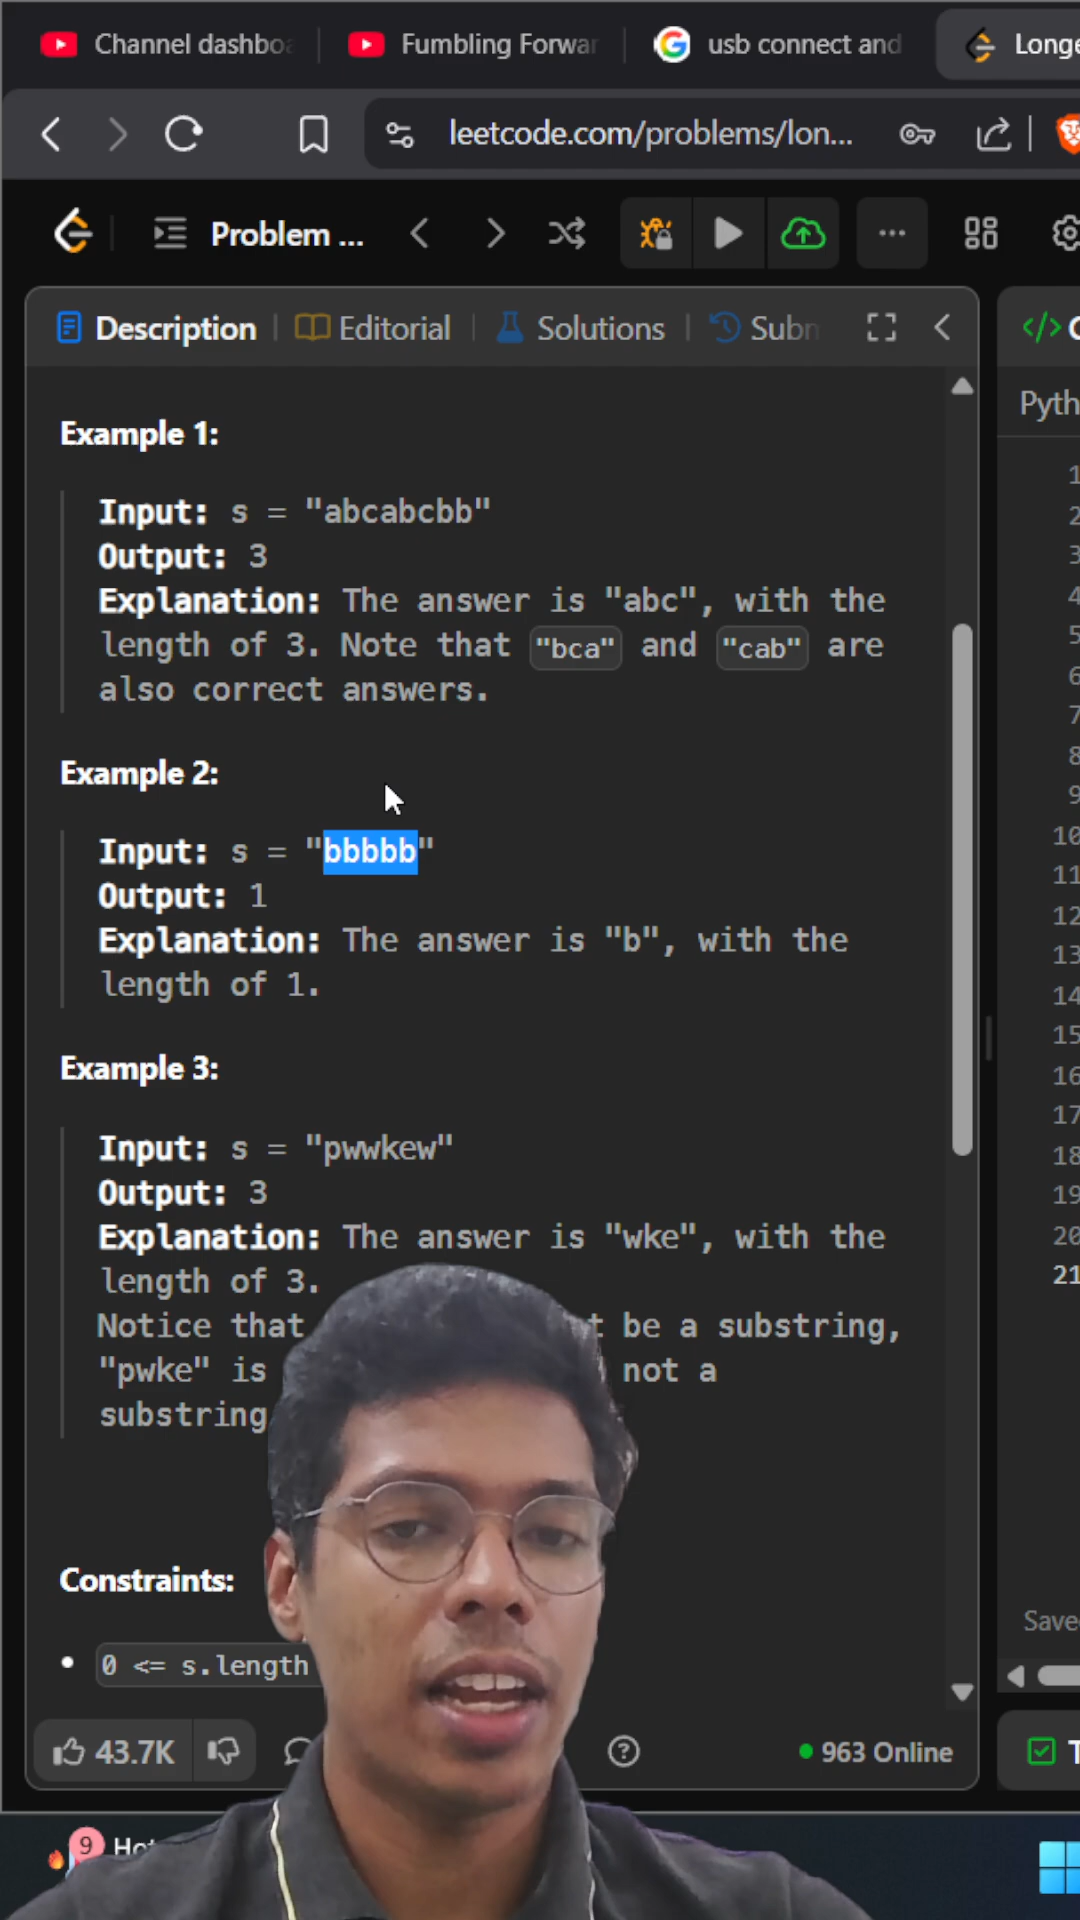 Channel dashbo
Fumbling Forwar
usb connect and
Longe
leetcode.com/problems/lon...
Problem ...
Description
Editorial
Solutions
Subn
Pyth
Example 1:
Input: s = "abcabcbb"
Output: 3
Explanation: The answer is "abc", with the
length of 3. Note that "bca" and "cab" are
also correct answers.
Example 2:
Input: s = "bbbbb"
Output: 1
Explanation: The answer is "b", with the
length of 1.
Example 3:
Input: s = "pwwkew"
Output: 3
Explanation: The answer is "wke", with the
length of 3.
Notice that t be a substring,
"pwke" is not a
substring
Constraints:
0 <= s.length
43.7K
963 Online
1
2
3
4
5
6
7
8
9
10
11
12
13
14
15
16
17
18
19
20
21
Save
T
9
Hot